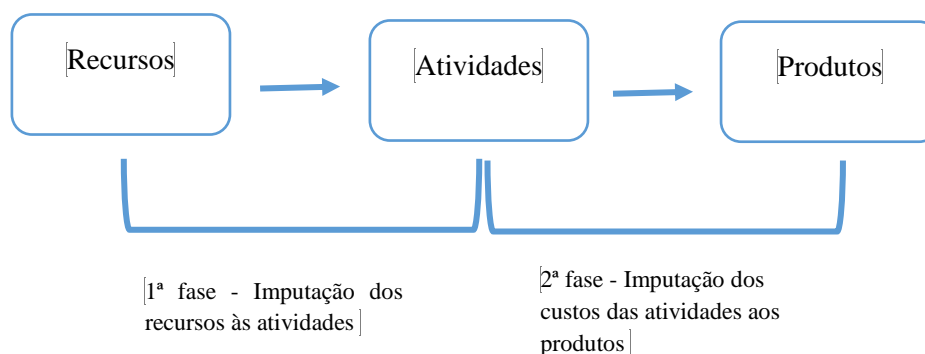 Recursos
Atividades
Produtos
1ª fase - Imputação dos
recursos às atividades
2ª fase - Imputação dos
custos das atividades aos
produtos